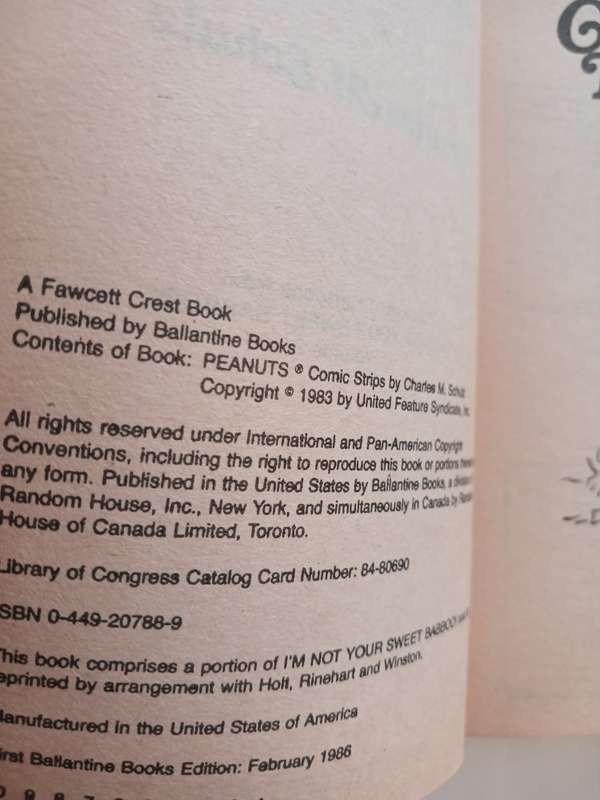 A Fawcett Crest Book
Published by Ballantine Books
Contents of Book: PEANUTS ® Comic Strips by Charles M. Schulz
Copyright © 1983 by United Feature Syndicate, Inc.
All rights reserved under International and Pan-American Copyright
Conventions, including the right to reproduce this book or portions
any form. Published in the United States by Ballantine Books, a division
Random House, Inc., New York, and simultaneously in Canada by
House of Canada Limited, Toronto.
Library of Congress Catalog Card Number: 84-80690
ISBN 0-449-20788-9
This book comprises a portion of I'M NOT YOUR SWEET BABBOO!
reprinted by arrangement with Holt, Rinehart and Winston.
Manufactured in the United States of America
First Ballantine Books Edition: February 1986